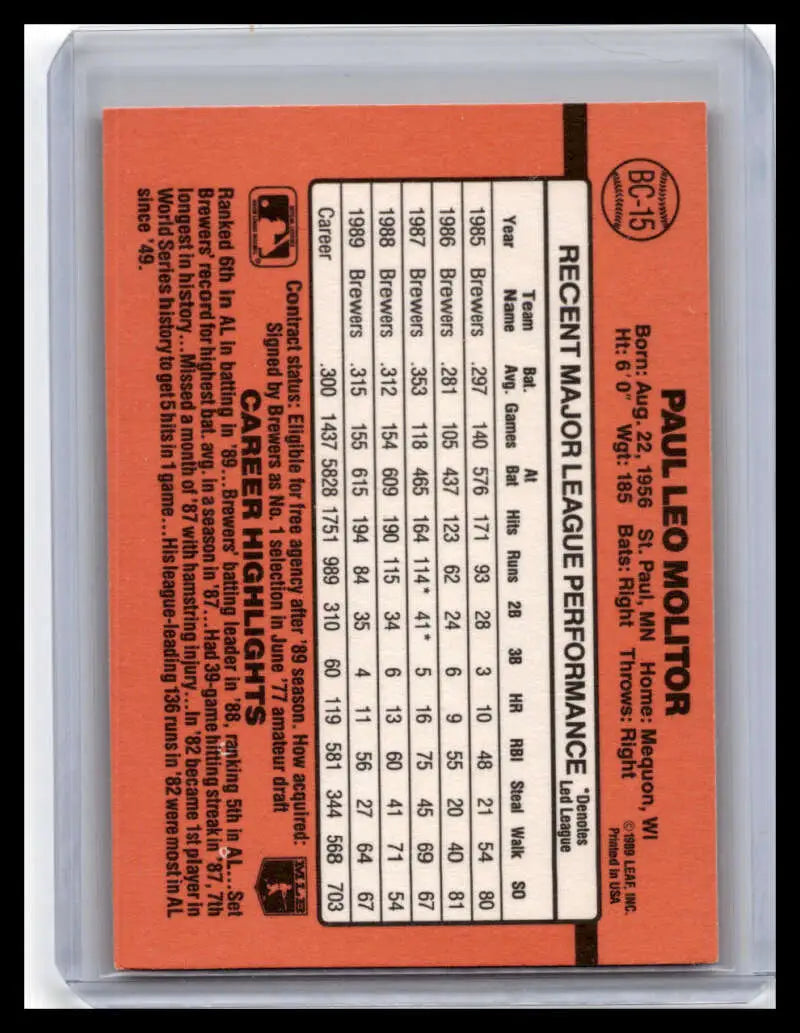 BC-15
PAUL LEO MOLITOR
Born: Aug. 22, 1956 St. Paul, MN Home: Mequon, WI
Ht: 6' 0" Wgt: 185 Bats: Right Throws: Right
© 1989 LEAF, INC.
Printed in USA
RECENT MAJOR LEAGUE PERFORMANCE
*Denotes
Led League
Year Team Name Bat. Avg. Games At Bat Hits Runs 2B 3B HR RBI Steal Walk SO
1985 Brewers .297 140 576 171 93 28 3 10 48 21 54 80
1986 Brewers .281 105 437 123 62 24 6 9 55 20 40 81
1987 Brewers .353 118 465 164 114* 41* 5 16 75 45 69 67
1988 Brewers .312 154 609 190 115 34 6 13 60 41 71 54
1989 Brewers .315 155 615 194 84 35 4 11 56 27 64 67
Career .300 1437 5828 1751 989 310 60 119 581 344 568 703
Contract status: Eligible for free agency after '89 season. How acquired:
Signed by Brewers as No. 1 selection in June '77 amateur draft
MLB
CAREER HIGHLIGHTS
Ranked 6th in AL in batting in '89...Brewers' batting leader in '88, ranking 5th in AL...Set
Brewers' record for highest bat. avg. in a season in '87...Had 39-game hitting streak in '87, 7th
longest in history...Missed a month of '87 with hamstring injury...In '82 became 1st player in
World Series history to get 5 hits in 1 game...His league-leading 136 runs in '82 were most in AL
since '49.